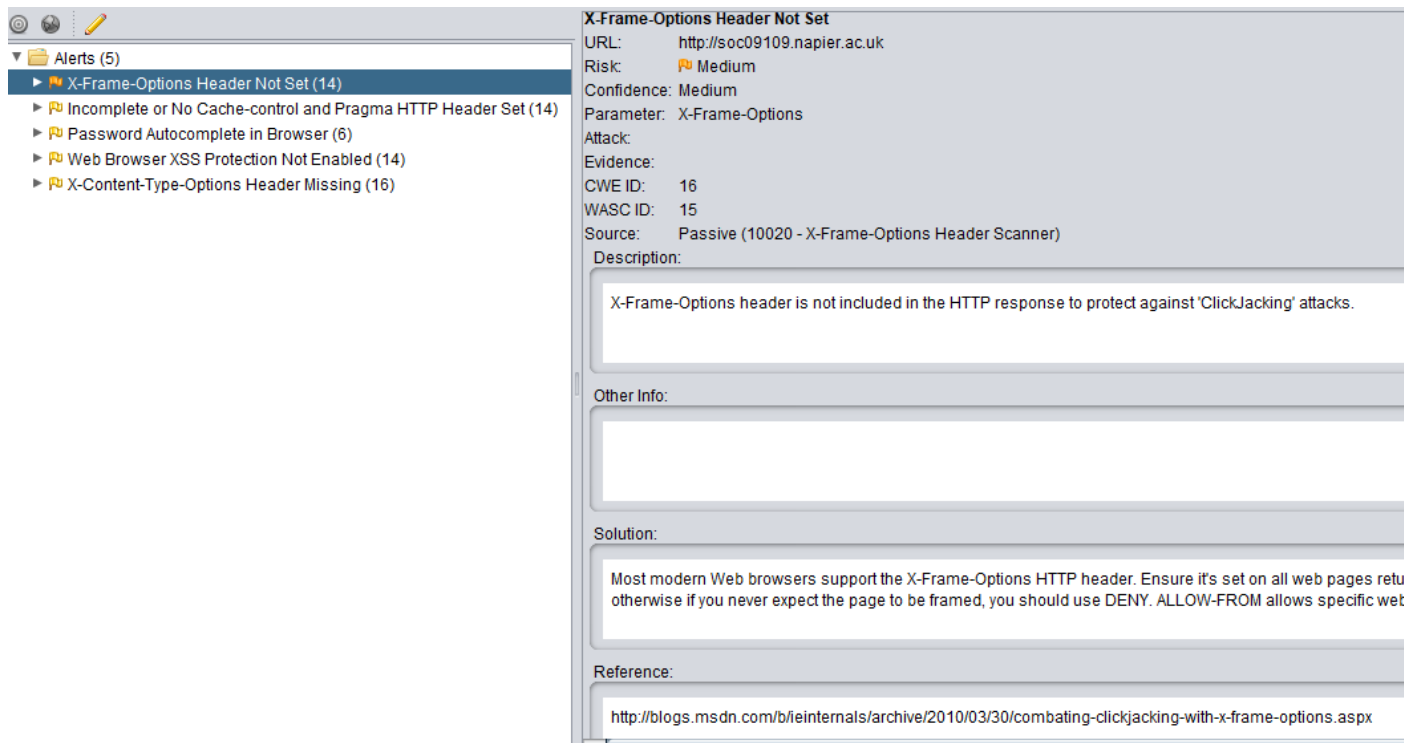 Alerts (5)
X-Frame-Options Header Not Set (14)
Incomplete or No Cache-control and Pragma HTTP Header Set (14)
Password Autocomplete in Browser (6)
Web Browser XSS Protection Not Enabled (14)
X-Content-Type-Options Header Missing (16)
X-Frame-Options Header Not Set
URL: http://soc09109.napier.ac.uk
Risk: Medium
Confidence: Medium
Parameter: X-Frame-Options
Attack:
Evidence:
CWE ID: 16
WASC ID: 15
Source: Passive (10020 - X-Frame-Options Header Scanner)
Description:
X-Frame-Options header is not included in the HTTP response to protect against 'ClickJacking' attacks.
Other Info:
Solution:
Most modern Web browsers support the X-Frame-Options HTTP header. Ensure it's set on all web pages retu
otherwise if you never expect the page to be framed, you should use DENY. ALLOW-FROM allows specific web
Reference:
http://blogs.msdn.com/b/ieinternals/archive/2010/03/30/combating-clickjacking-with-x-frame-options.aspx